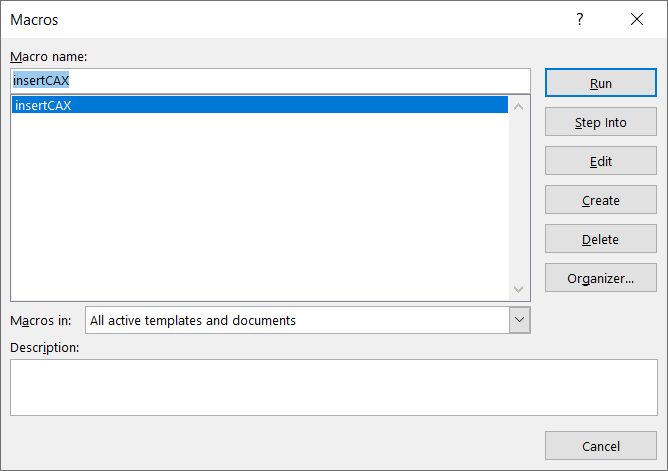 Macros
?
Macro name:
insertCAX
insertCAX
Run
Step Into
Edit
Create
Delete
Organizer...
Macros in:
All active templates and documents
Description:
Cancel